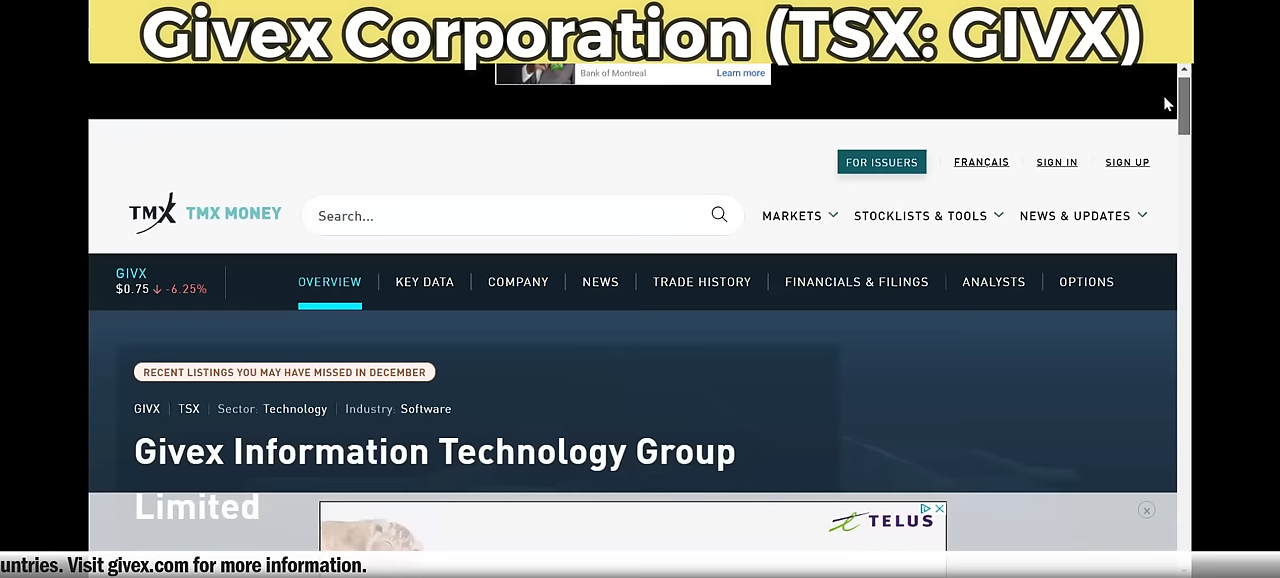 Givex Corporation (TSX: GIVX)
Bank of Montreal Learn more
FOR ISSUERS FRANÇAIS SIGN IN SIGN UP
TMX TMX MONEY Search... MARKETS STOCKLISTS & TOOLS NEWS & UPDATES
GIVX
$0.75 ↓ -6.25%
OVERVIEW KEY DATA COMPANY NEWS TRADE HISTORY FINANCIALS & FILINGS ANALYSTS OPTIONS
RECENT LISTINGS YOU MAY HAVE MISSED IN DECEMBER
GIVX TSX Sector: Technology Industry: Software
Givex Information Technology Group
Limited
TELUS
untries. Visit givex.com for more information.